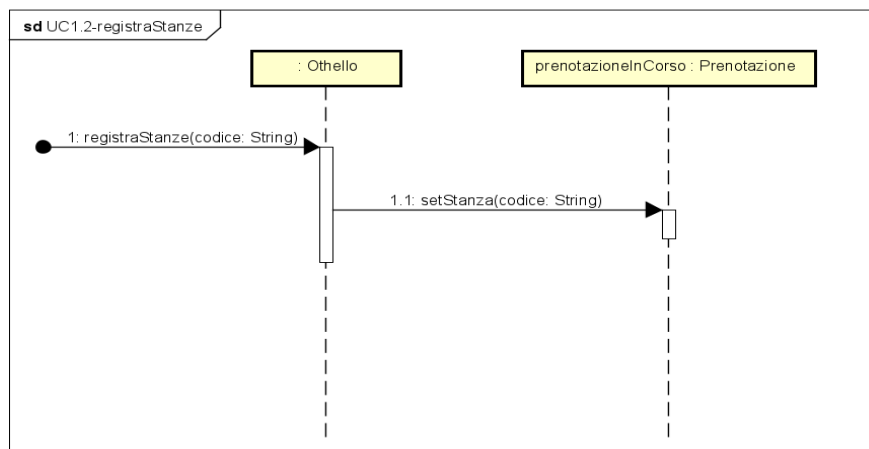 sd UC1.2-registraStanze
: Othello
prenotazioneInCorso : Prenotazione
1: registraStanze(codice: String)
1.1: setStanza(codice: String)